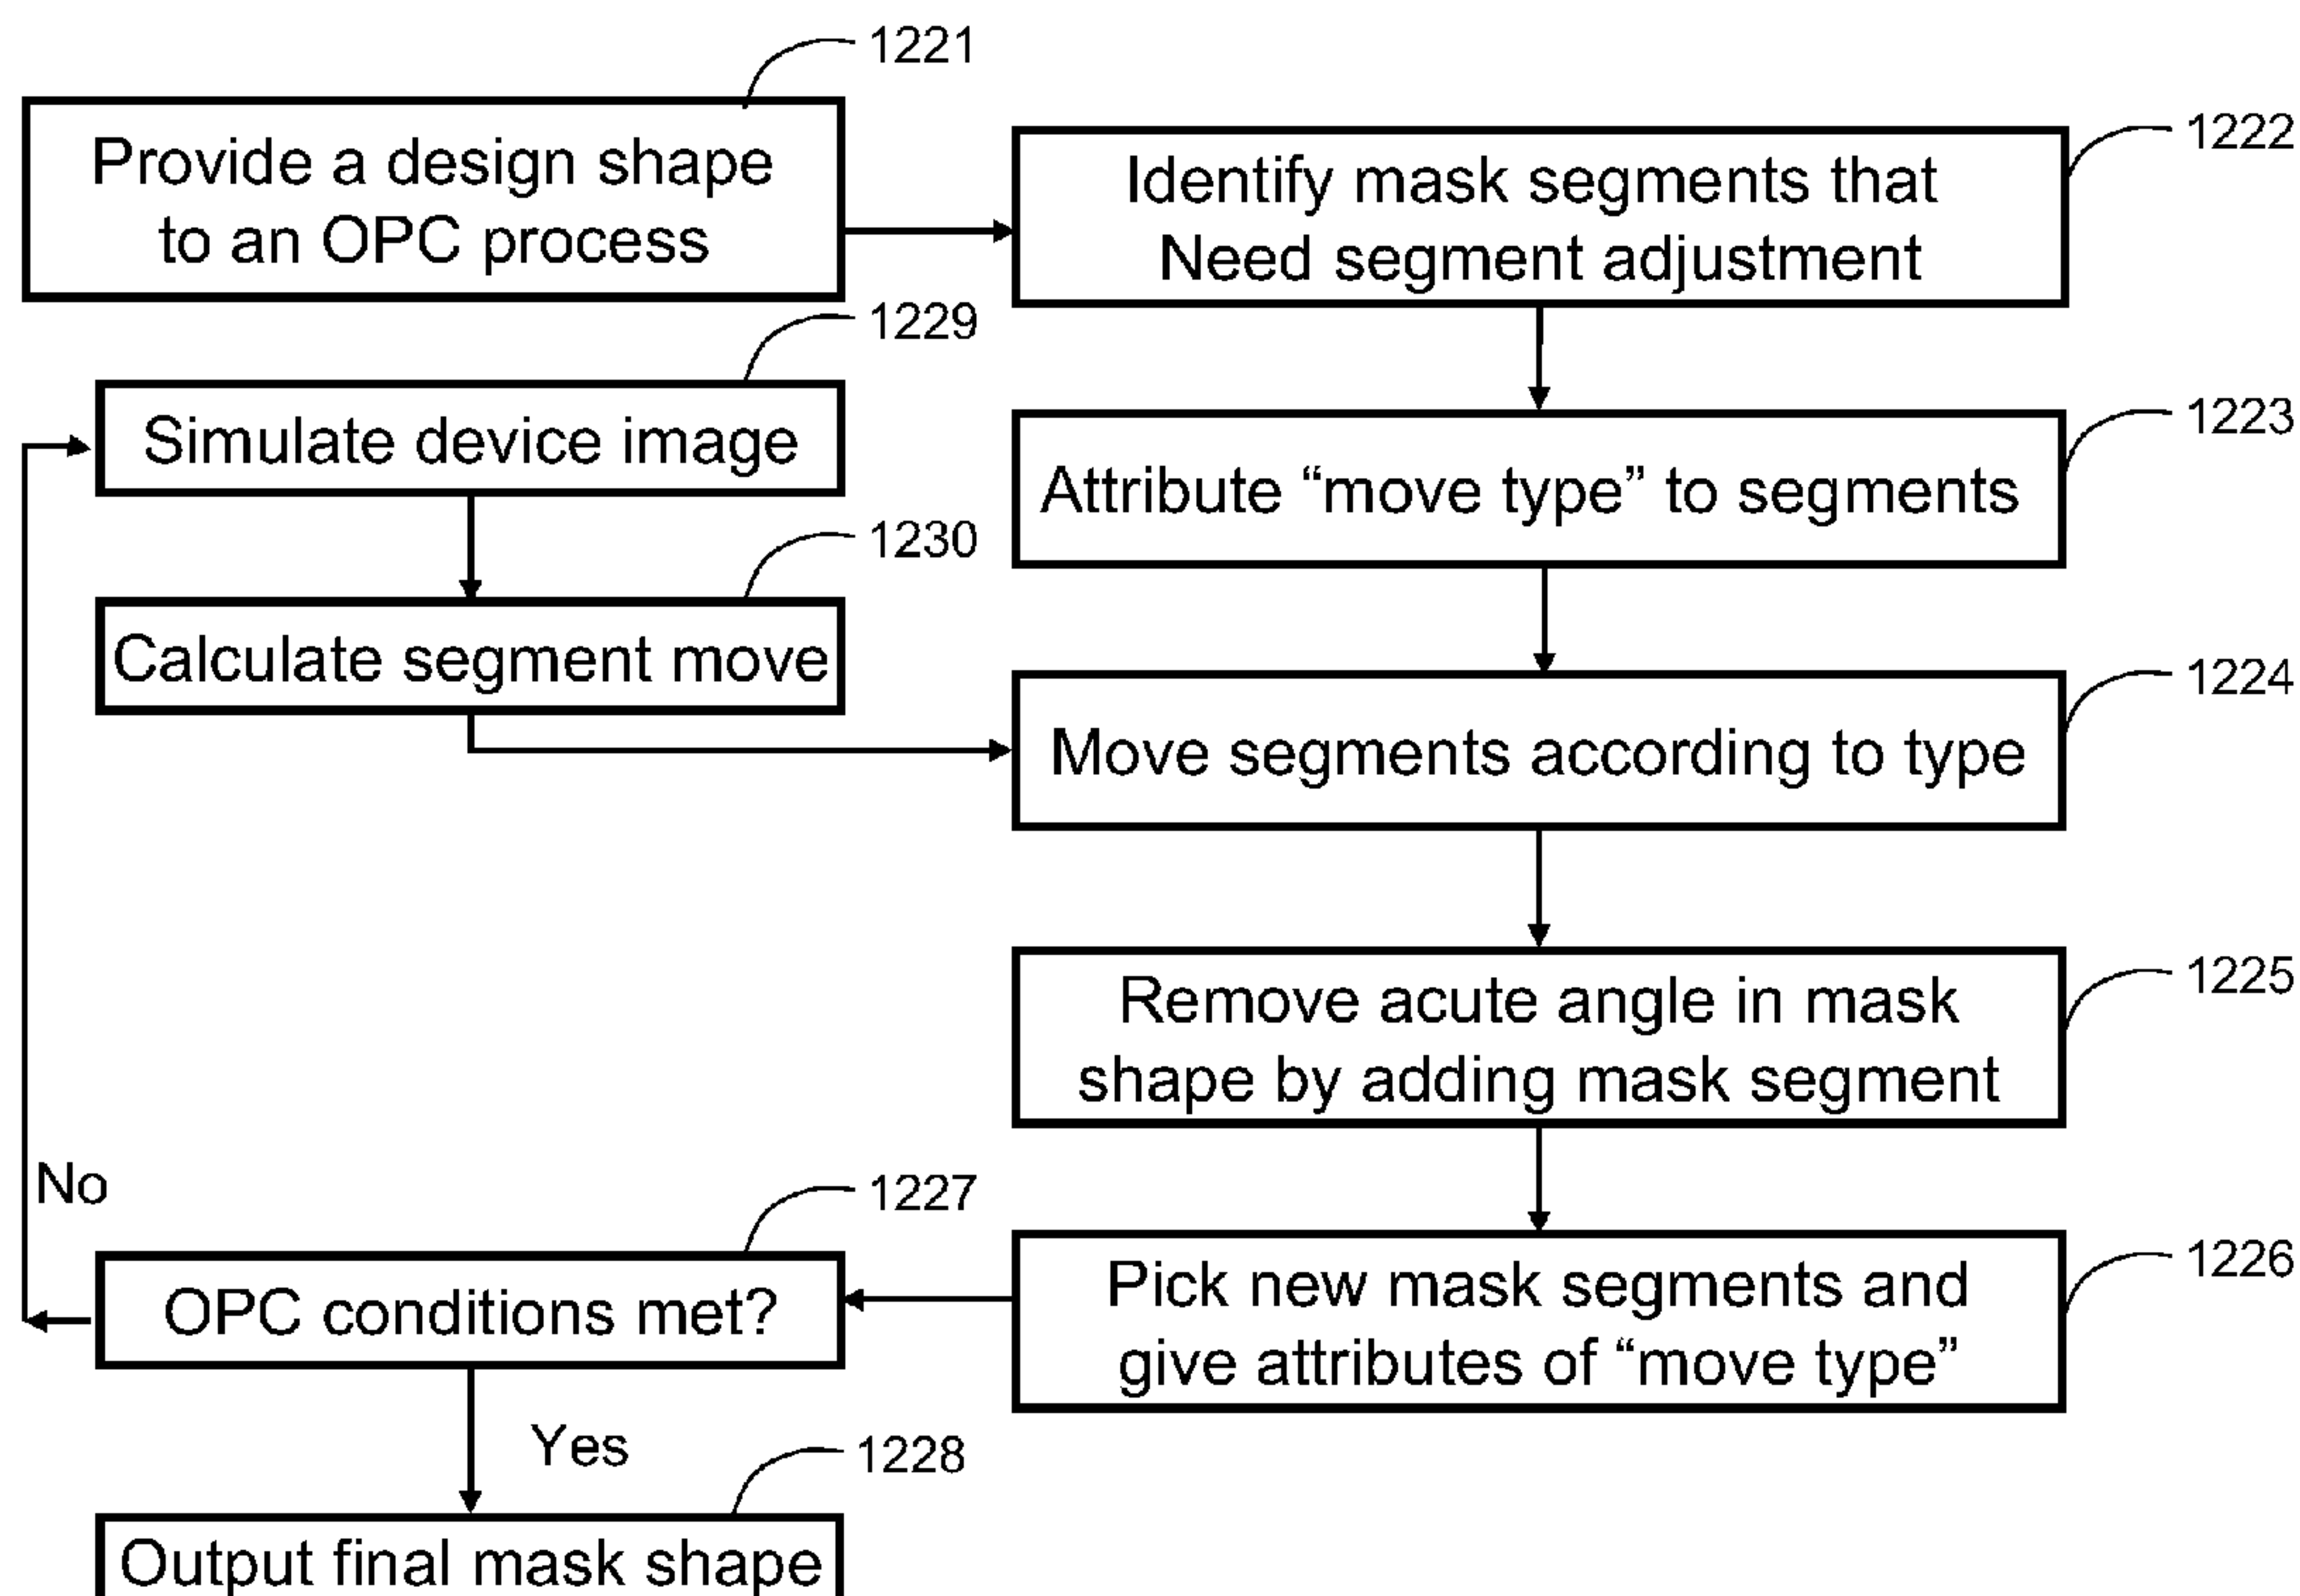 1221
Provide a design shape
to an OPC process
1222
Identify mask segments that
Need segment adjustment
1229
Simulate device image
1223
Attribute “move type” to segments
1230
Calculate segment move
1224
Move segments according to type
1225
Remove acute angle in mask
shape by adding mask segment
No
1227
OPC conditions met?
1226
Pick new mask segments and
give attributes of “move type”
Yes
1228
Output final mask shape